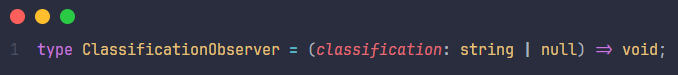 1 type ClassificationObserver = (classification: string | null) => void;